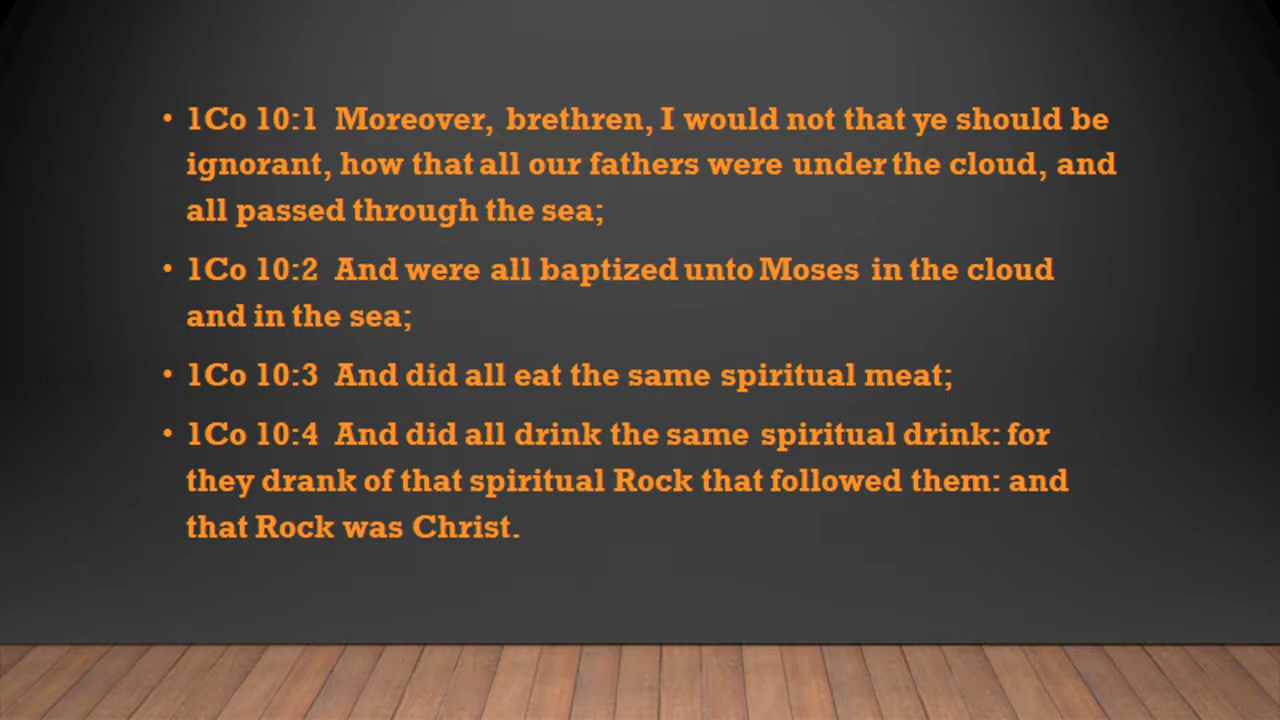 • 1Co 10:1 Moreover, brethren, I would not that ye should be
ignorant, how that all our fathers were under the cloud, and
all passed through the sea;
• 1Co 10:2 And were all baptized unto Moses in the cloud
and in the sea;
• 1Co 10:3 And did all eat the same spiritual meat;
• 1Co 10:4 And did all drink the same spiritual drink: for
they drank of that spiritual Rock that followed them: and
that Rock was Christ.